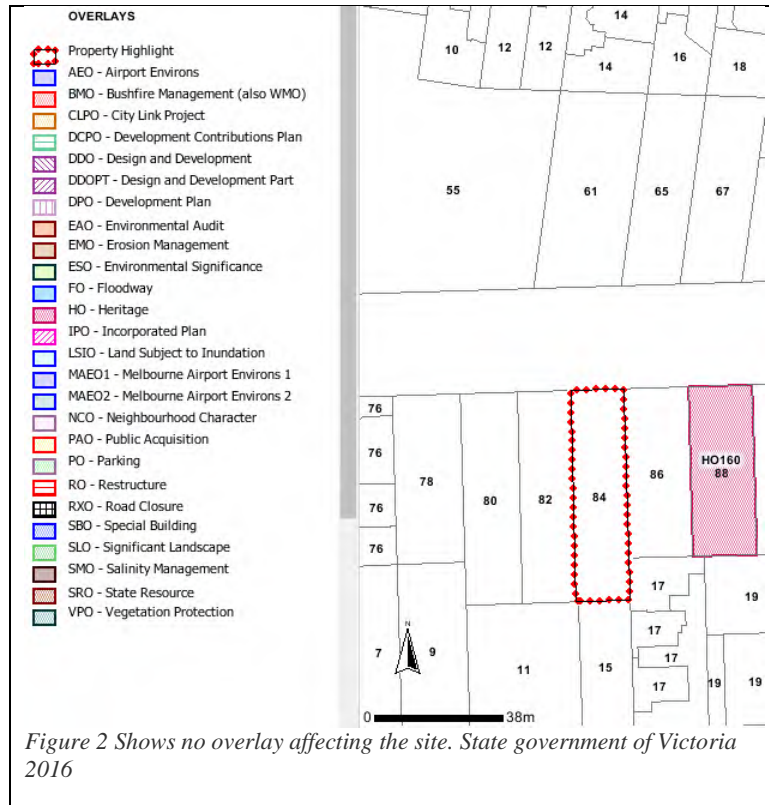 OVERLAYS
Property Highlight
AEO - Airport Environs
BMO - Bushfire Management (also WMO)
CLPO - City Link Project
DCPO - Development Contributions Plan
DDO - Design and Development
DDOPT - Design and Development Part
DPO - Development Plan
EAO - Environmental Audit
EMO - Erosion Management
ESO - Environmental Significance
FO - Floodway
HO - Heritage
IPO - Incorporated Plan
LSIO - Land Subject to Inundation
MAEO1 - Melbourne Airport Environs 1
MAEO2 - Melbourne Airport Environs 2
NCO - Neighbourhood Character
PAO - Public Acquisition
PO - Parking
RO - Restructure
RXO - Road Closure
SBO - Special Building
SLO - Significant Landscape
SMO - Salinity Management
SRO - State Resource
VPO - Vegetation Protection
14
10 12 12 14 16 18
55 61 65 67
76
76
76
76
78 80 82 84 86
HO160
88
7 9 11 15
17
17
17
17
19
19
19
N
0 38m
Figure 2 Shows no overlay affecting the site. State government of Victoria
2016